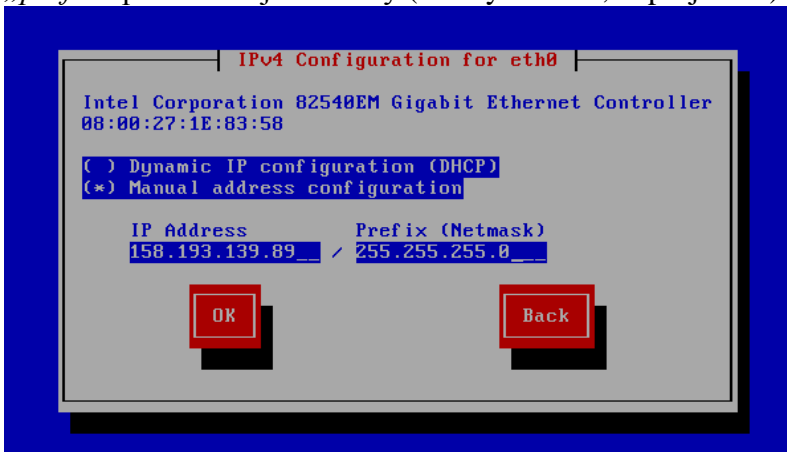 IPv4 Configuration for eth0
Intel Corporation 82540EM Gigabit Ethernet Controller
08:00:27:1E:83:58
( ) Dynamic IP configuration (DHCP)
(*) Manual address configuration
IP Address Prefix (Netmask)
158.193.139.89__ / 255.255.255.0___
OK Back